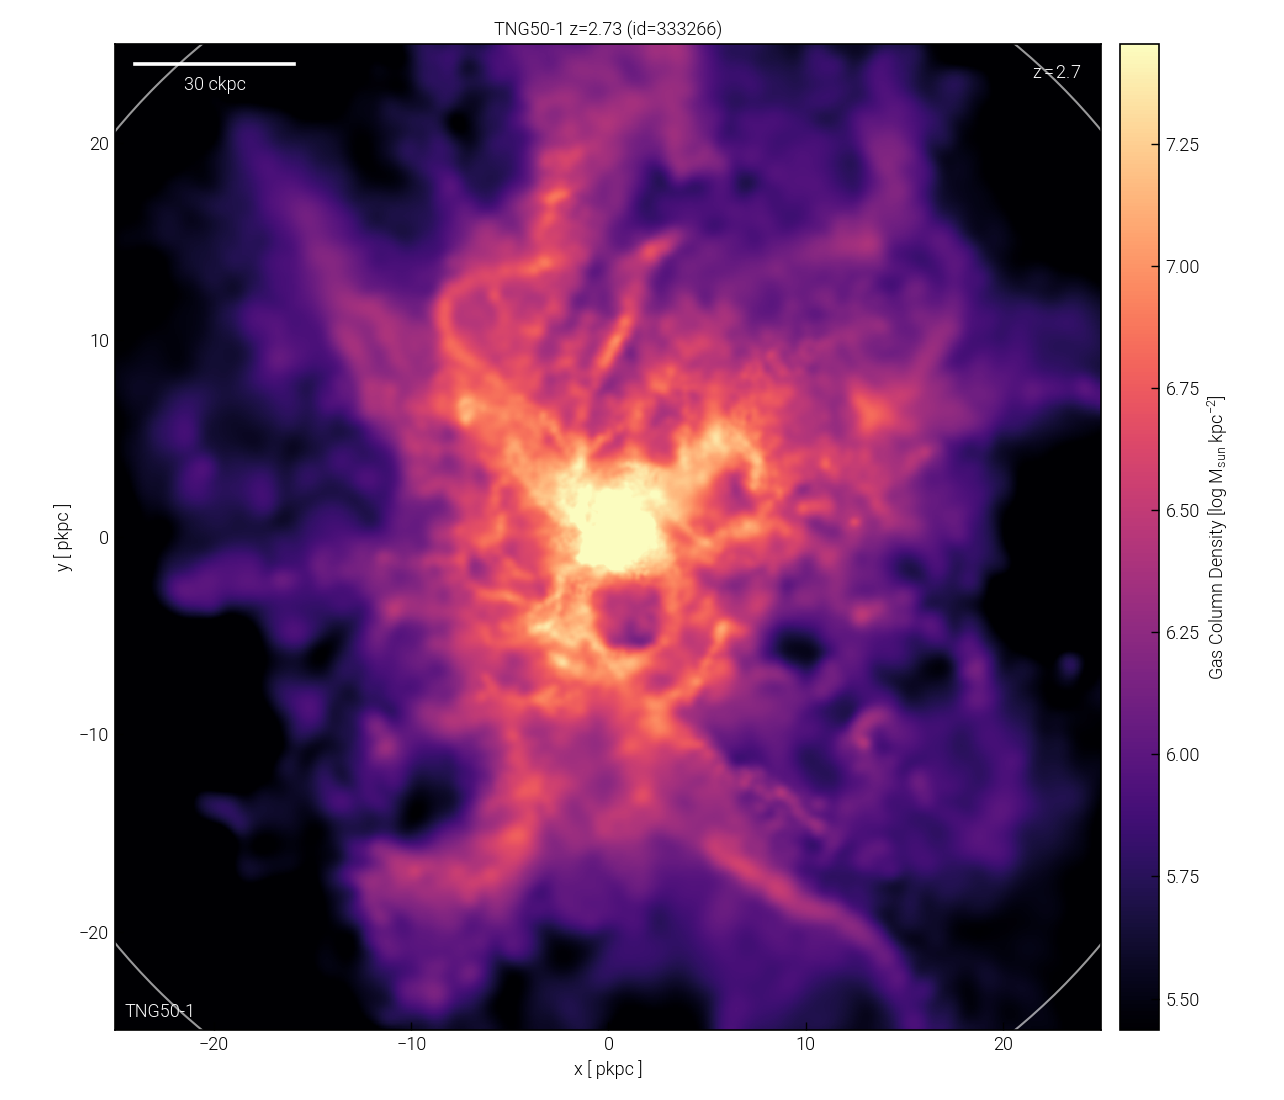 TNG50-1 z=2.73 (id=333266)
30 ckpc
z=2.7
20
10
0
−10
−20
y [ pkpc ]
TNG50-1
−20
−10
0
10
20
x [ pkpc ]
7.25
7.00
6.75
6.50
6.25
6.00
5.75
5.50
Gas Column Density [log Msun kpc−2]